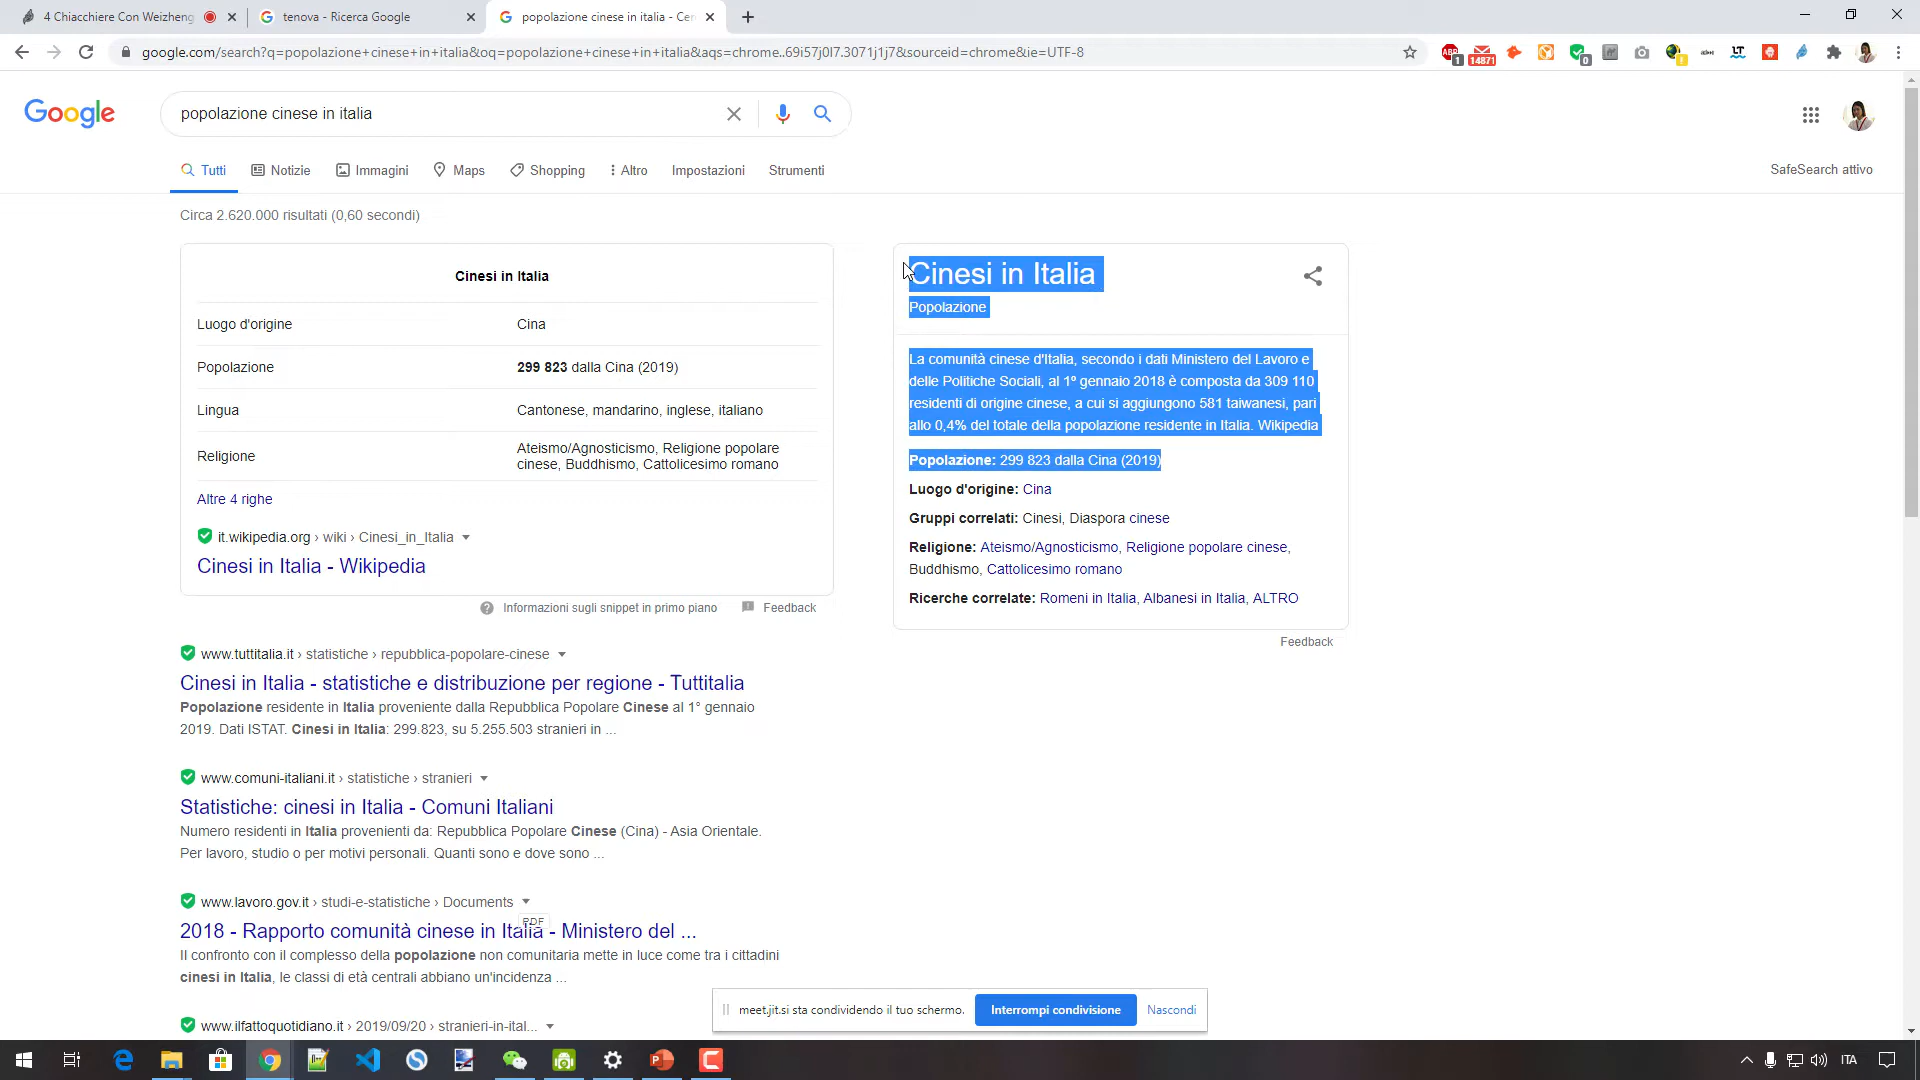 4 Chiacchiere Con Weizheng
tenova - Ricerca Google
popolazione cinese in italia - Cer
google.com/search?q=popolazione+cinese+in+italia&oq=popolazione+cinese+in+italia&aqs=chrome..69i57j0l7.3071j1j7&sourceid=chrome&ie=UTF-8
ABP
1
14871
0
LT
Google
popolazione cinese in italia
Tutti
Notizie
Immagini
Maps
Shopping
Altro
Impostazioni
Strumenti
SafeSearch attivo
Circa 2.620.000 risultati (0,60 secondi)
Cinesi in Italia
Luogo d'origine Cina
Popolazione 299 823 dalla Cina (2019)
Lingua Cantonese, mandarino, inglese, italiano
Religione Ateismo/Agnosticismo, Religione popolare
cinese, Buddhismo, Cattolicesimo romano
Altre 4 righe
it.wikipedia.org › wiki › Cinesi_in_Italia
Cinesi in Italia - Wikipedia
Informazioni sugli snippet in primo piano
Feedback
Cinesi in Italia
Popolazione
La comunità cinese d'Italia, secondo i dati Ministero del Lavoro e
delle Politiche Sociali, al 1º gennaio 2018 è composta da 309 110
residenti di origine cinese, a cui si aggiungono 581 taiwanesi, pari
allo 0,4% del totale della popolazione residente in Italia. Wikipedia
Popolazione: 299 823 dalla Cina (2019)
Luogo d'origine: Cina
Gruppi correlati: Cinesi, Diaspora cinese
Religione: Ateismo/Agnosticismo, Religione popolare cinese,
Buddhismo, Cattolicesimo romano
Ricerche correlate: Romeni in Italia, Albanesi in Italia, ALTRO
Feedback
www.tuttitalia.it › statistiche › repubblica-popolare-cinese
Cinesi in Italia - statistiche e distribuzione per regione - Tuttitalia
Popolazione residente in Italia proveniente dalla Repubblica Popolare Cinese al 1° gennaio
2019. Dati ISTAT. Cinesi in Italia: 299.823, su 5.255.503 stranieri in ...
www.comuni-italiani.it › statistiche › stranieri
Statistiche: cinesi in Italia - Comuni Italiani
Numero residenti in Italia provenienti da: Repubblica Popolare Cinese (Cina) - Asia Orientale.
Per lavoro, studio o per motivi personali. Quanti sono e dove sono ...
www.lavoro.gov.it › studi-e-statistiche › Documents
PDF
2018 - Rapporto comunità cinese in Italia - Ministero del ...
Il confronto con il complesso della popolazione non comunitaria mette in luce come tra i cittadini
cinesi in Italia, le classi di età centrali abbiano un'incidenza ...
www.ilfattoquotidiano.it › 2019/09/20 › stranieri-in-ital...
meet.jit.si sta condividendo il tuo schermo.
Interrompi condivisione
Nascondi
ITA